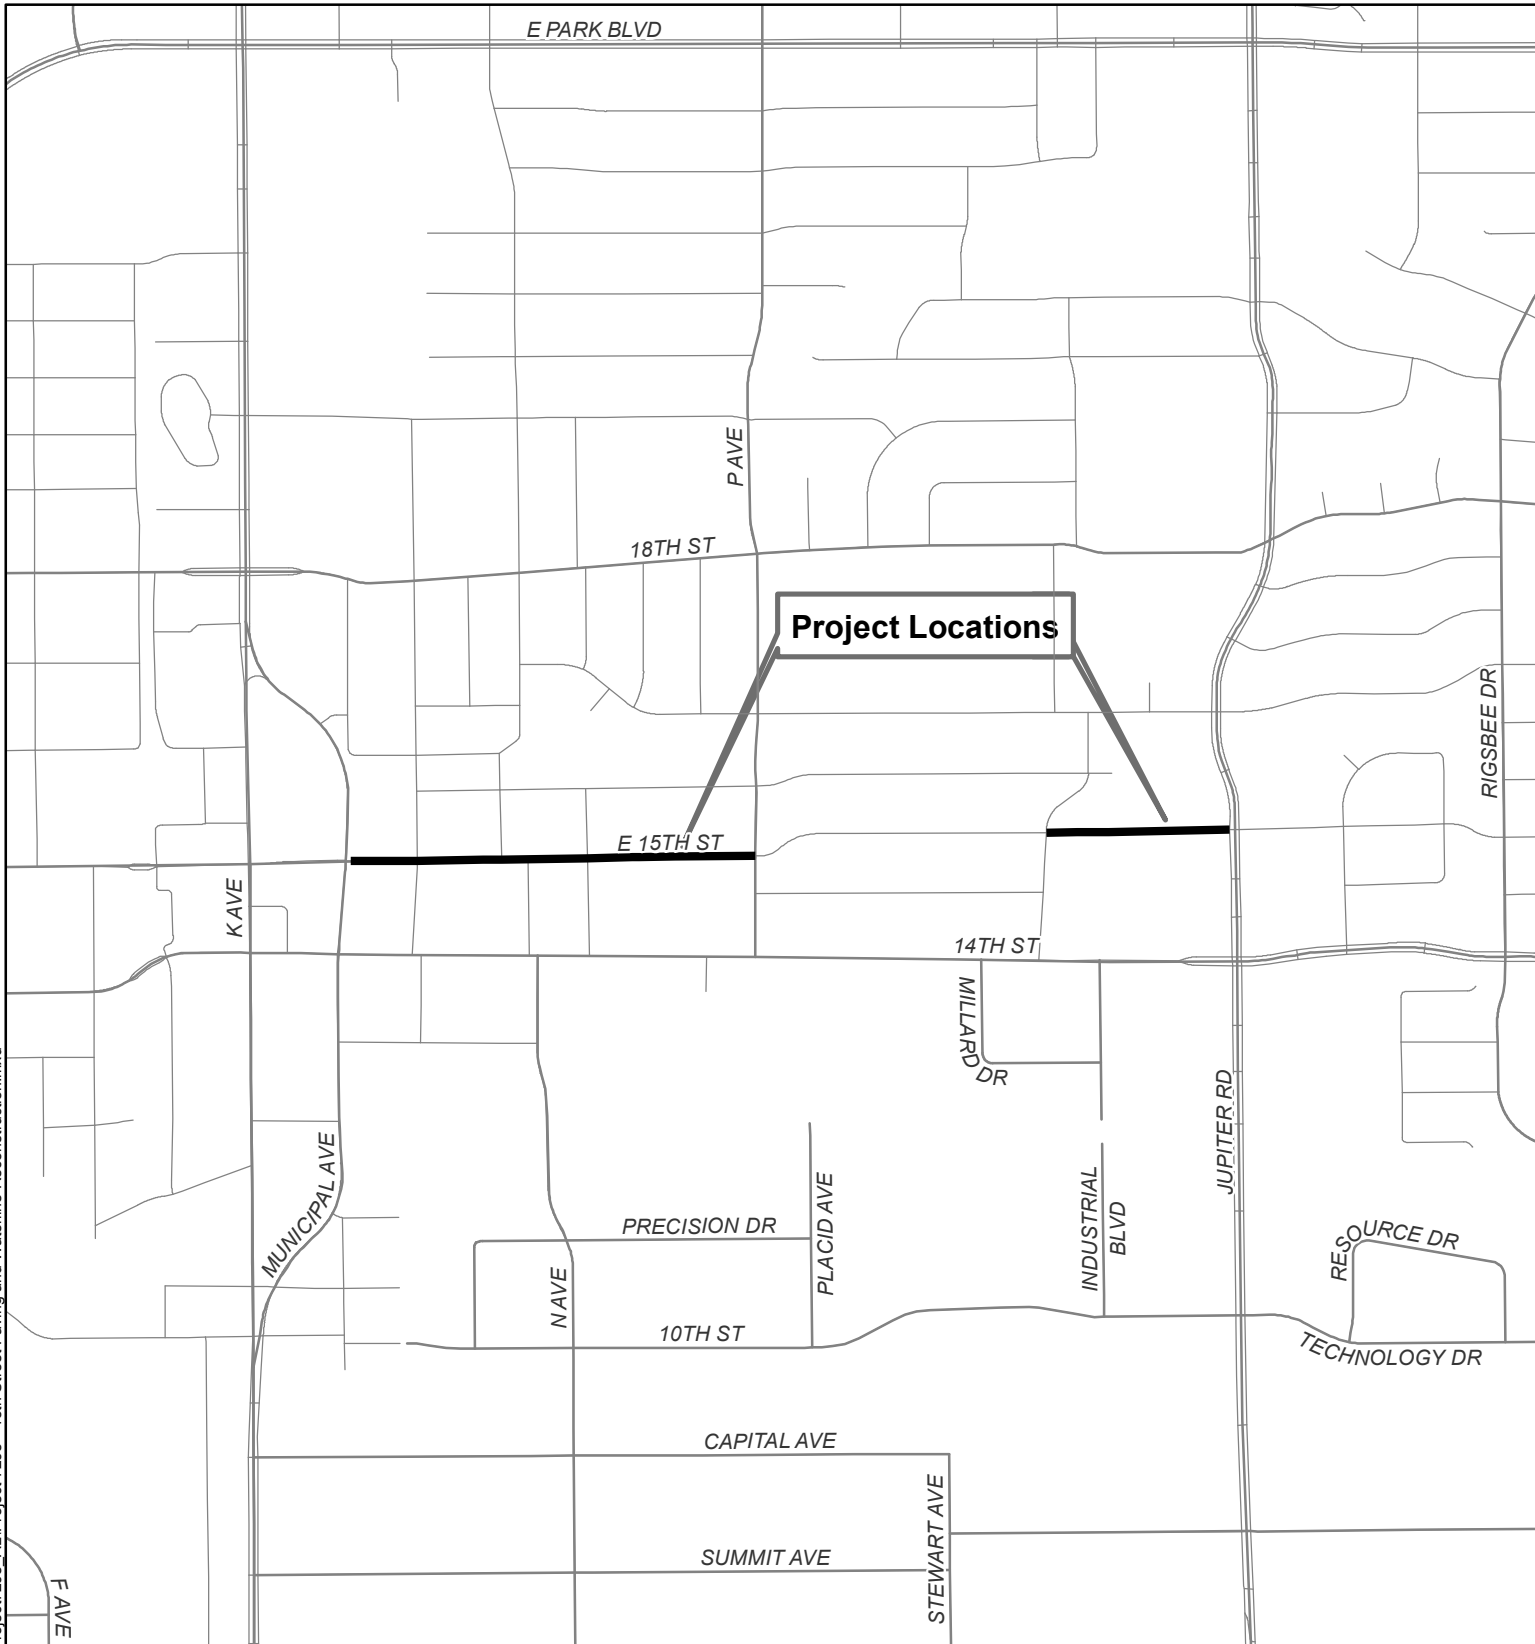 E PARK BLVD
P AVE
18TH ST
Project Locations
RIGSBEE DR
E 15TH ST
K AVE
14TH ST
MILLARD DR
JUPITER RD
MUNICIPAL AVE
PRECISION DR
PLACID AVE
INDUSTRIAL
BLVD
RESOURCE DR
N AVE
10TH ST
TECHNOLOGY DR
CAPITAL AVE
STEWART AVE
SUMMIT AVE
F AVE